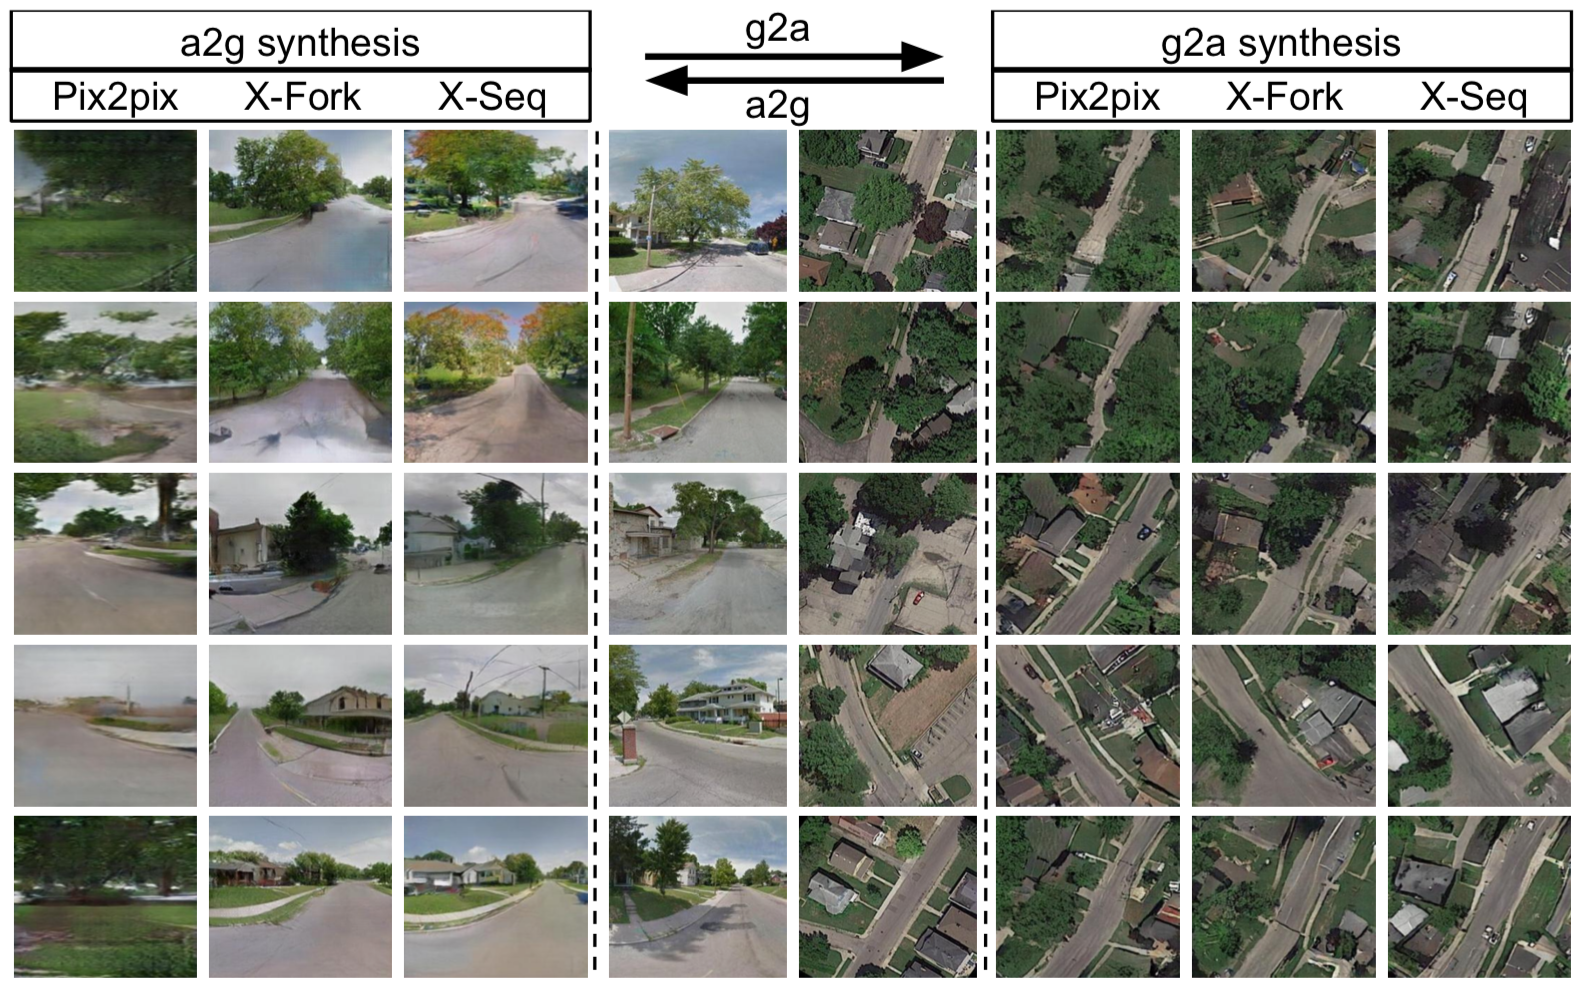 a2g synthesis
Pix2pix X-Fork X-Seq
g2a
a2g
g2a synthesis
Pix2pix X-Fork X-Seq